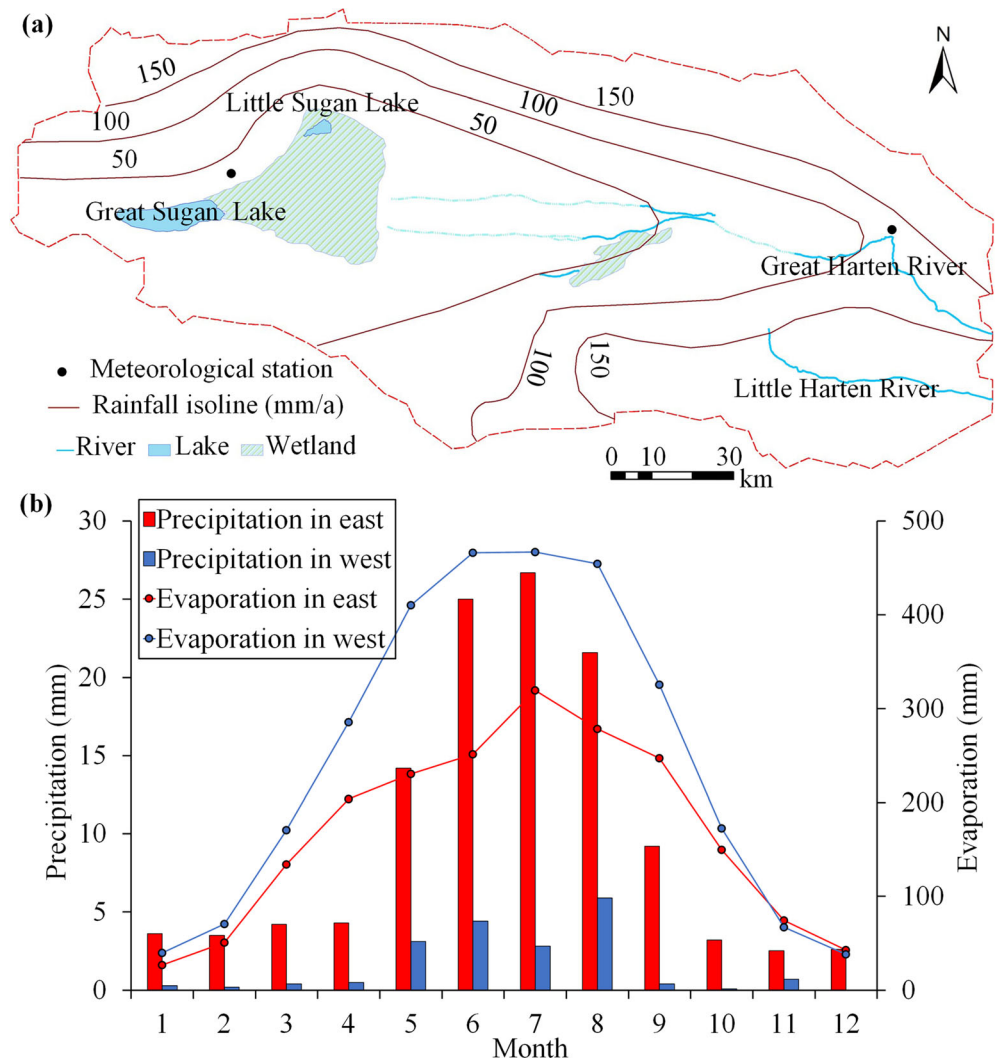 (a)
N
150
100
150
Little Sugan Lake
100
50
50
Great Sugan Lake
Great Harten River
100
150
Meteorological station
Rainfall isoline (mm/a)
River Lake Wetland
Little Harten River
0 10 30
km
(b)
30 500
Precipitation in east
Precipitation in west
Evaporation in east
Evaporation in west
25
400
20
300
15
200
10
100
5
0 0
Precipitation (mm)
Evaporation (mm)
1 2 3 4 5 6 7 8 9 10 11 12
Month